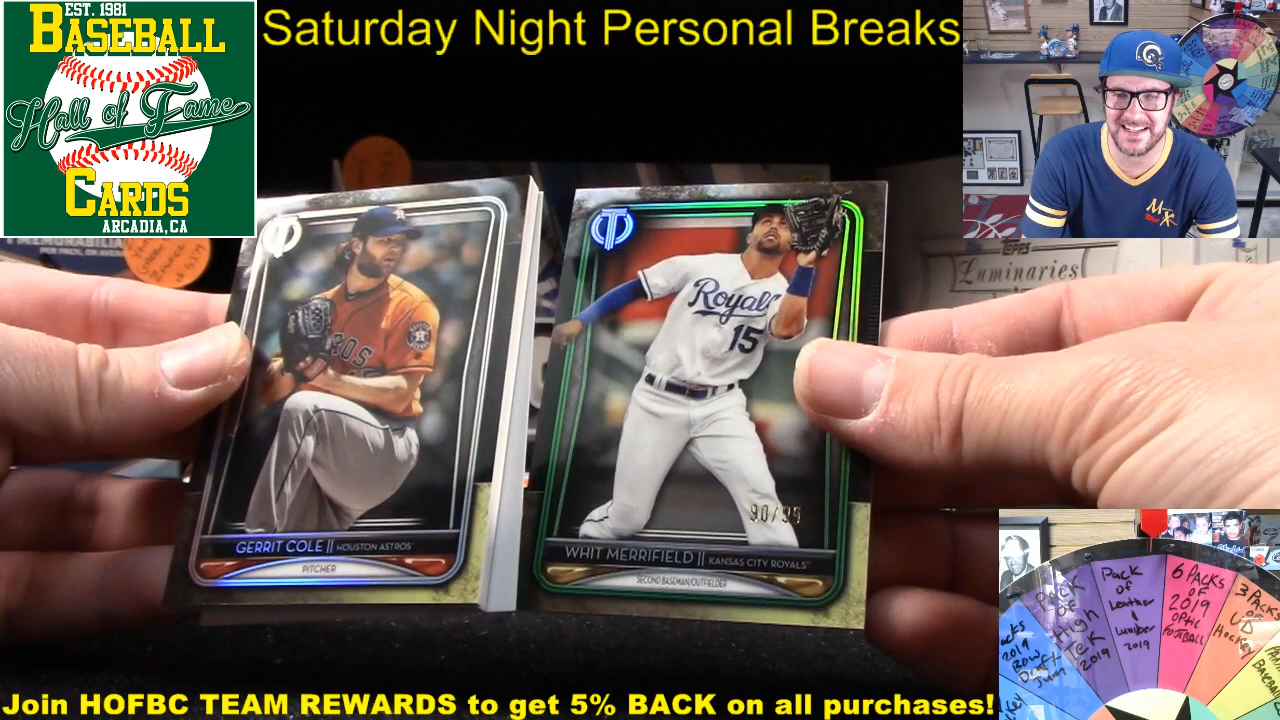 EST. 1981
BASEBALL
Hall of Fame
CARDS
ARCADIA, CA
Saturday Night Personal Breaks
TOPPS
Luminaries
Royals
15
90/99
GERRIT COLE || HOUSTON ASTROS
PITCHER
WHIT MERRIFIELD || KANSAS CITY ROYALS
SECOND BASEMAN/OUTFIELDER
PACK OF High Tek 2019
PACK OF Leather & Lumber 2019
6 PACKS OF 2019 OPTIC FOOTBALL
3 PACKS OF UD Hockey
Join HOFBC TEAM REWARDS to get 5% BACK on all purchases!